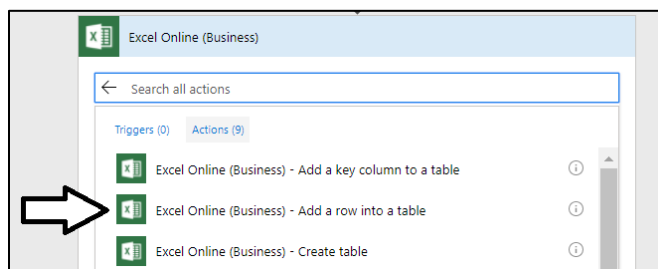 Excel Online (Business)
Search all actions
Triggers (0) Actions (9)
Excel Online (Business) - Add a key column to a table
Excel Online (Business) - Add a row into a table
Excel Online (Business) - Create table